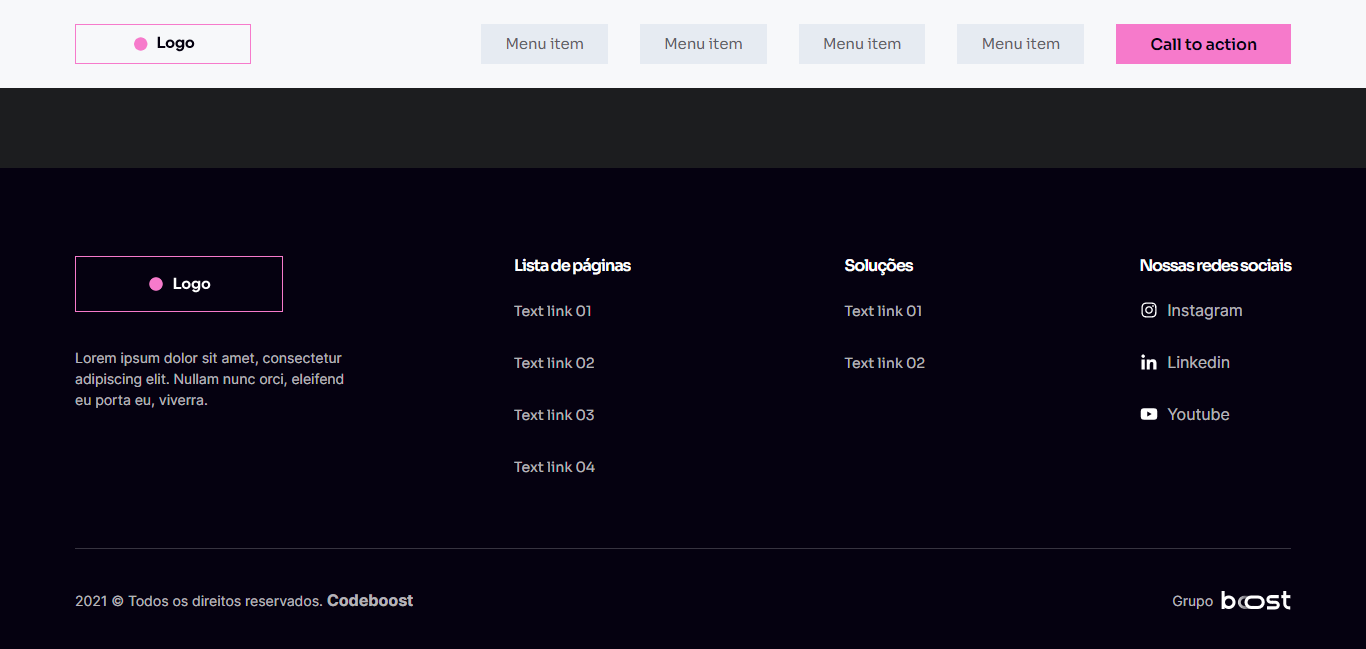 Logo
Menu item
Menu item
Menu item
Menu item
Call to action
Logo
Lorem ipsum dolor sit amet, consectetur
adipiscing elit. Nullam nunc orci, eleifend
eu porta eu, viverra.
Lista de páginas
Text link 01
Text link 02
Text link 03
Text link 04
Soluções
Text link 01
Text link 02
Nossas redes sociais
Instagram
Linkedin
Youtube
2021 © Todos os direitos reservados. Codeboost
Grupo boost